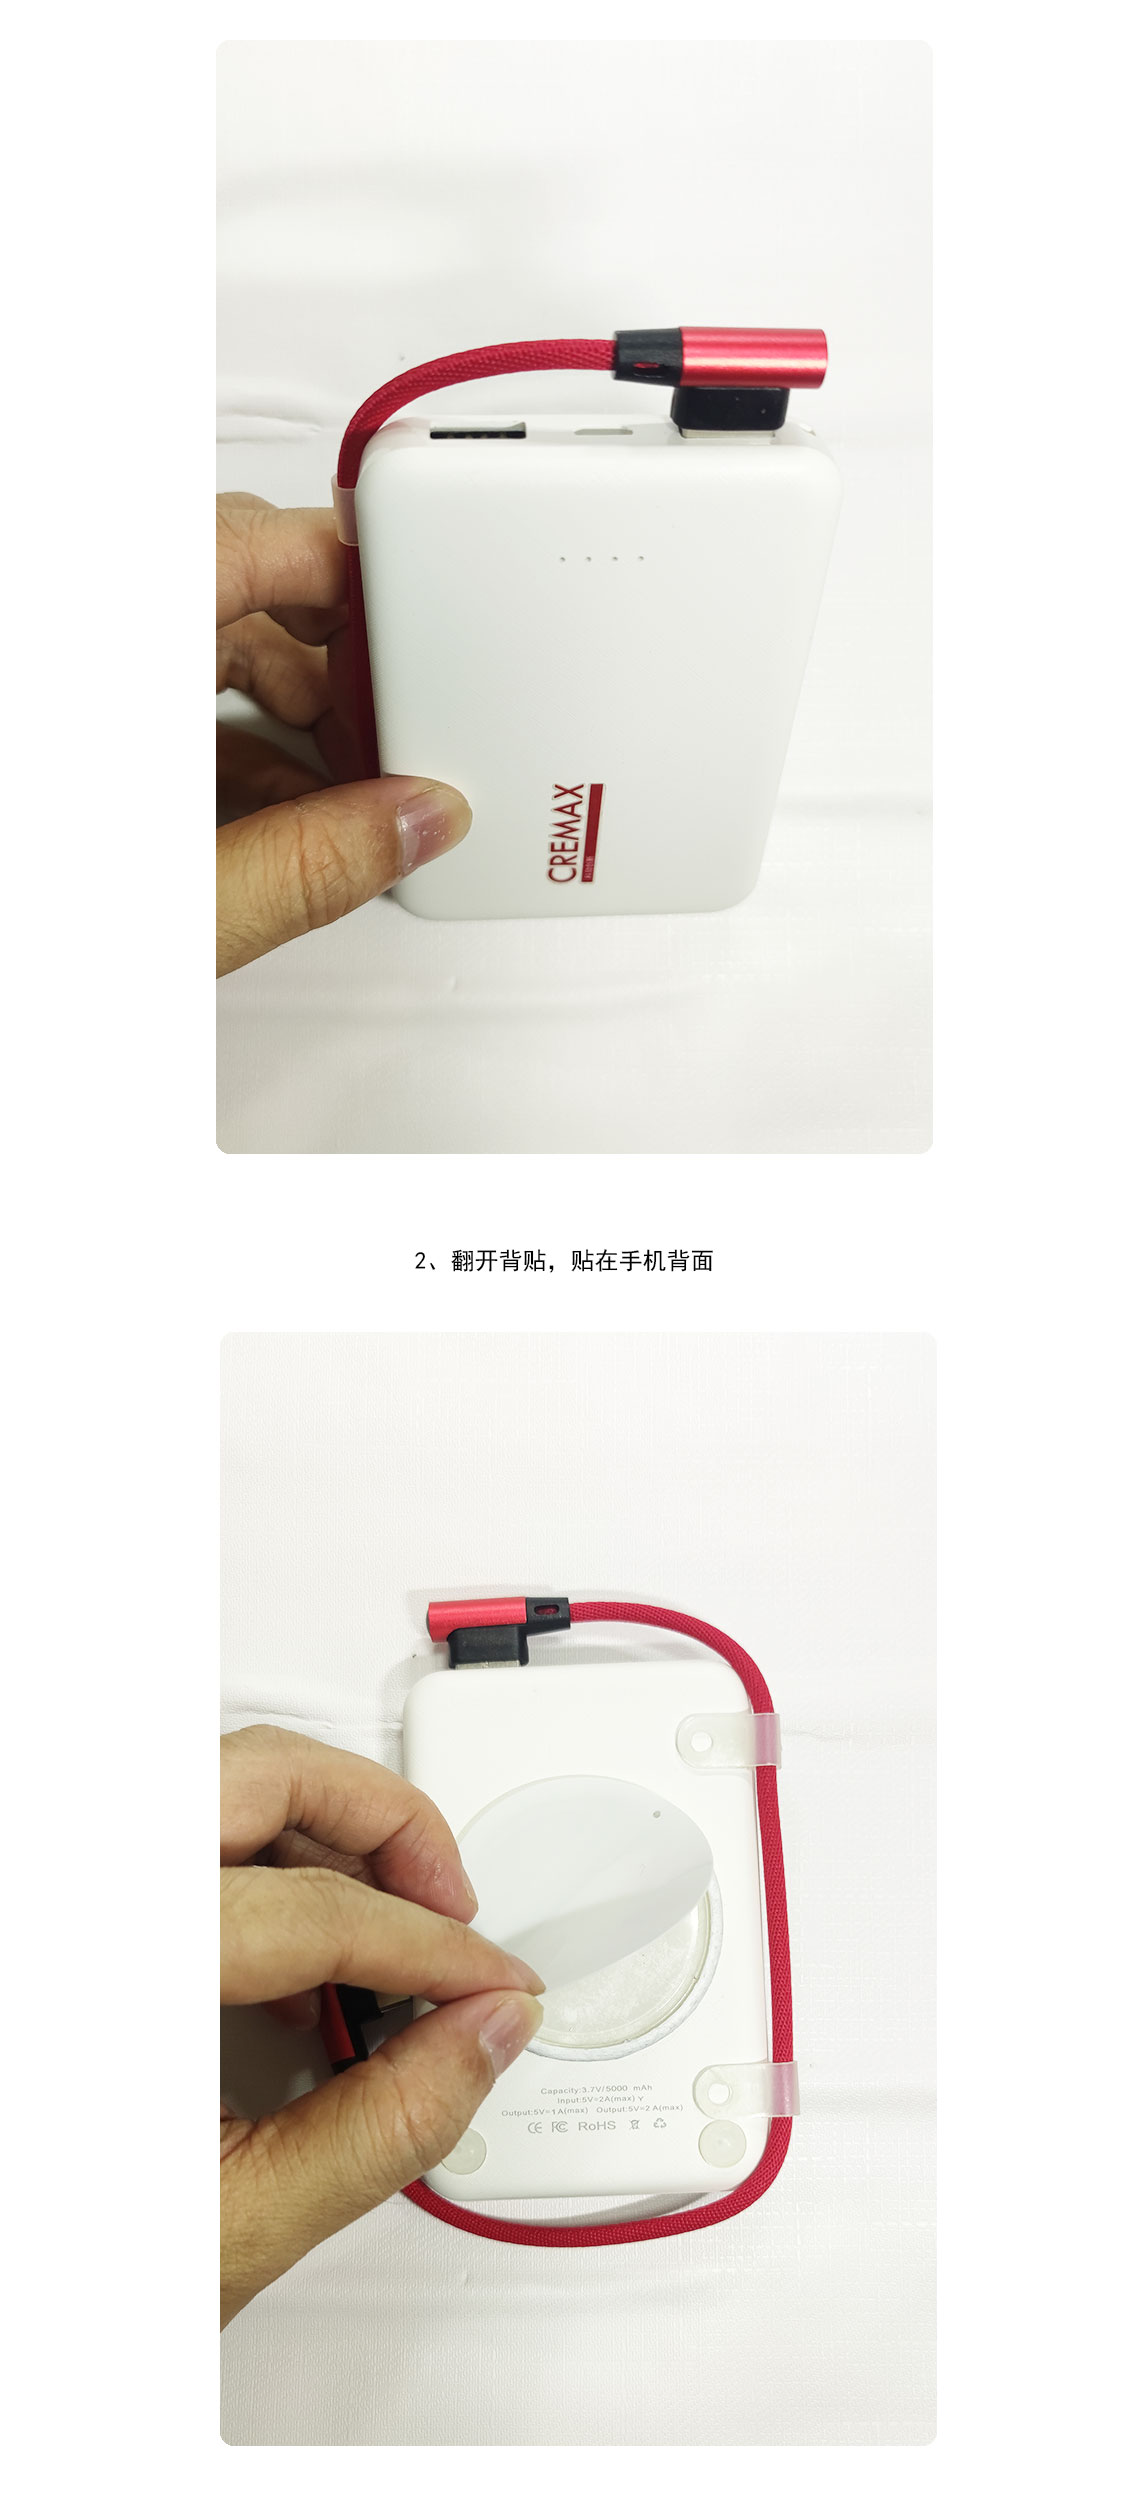 CREMAX
2、翻开背贴，贴在手机背面
Capacity:3.7V/5000 mAh
Input:5V=2A(max) Y
Output:5V=1A(max) Output:5V=2A(max)
CE FC RoHS